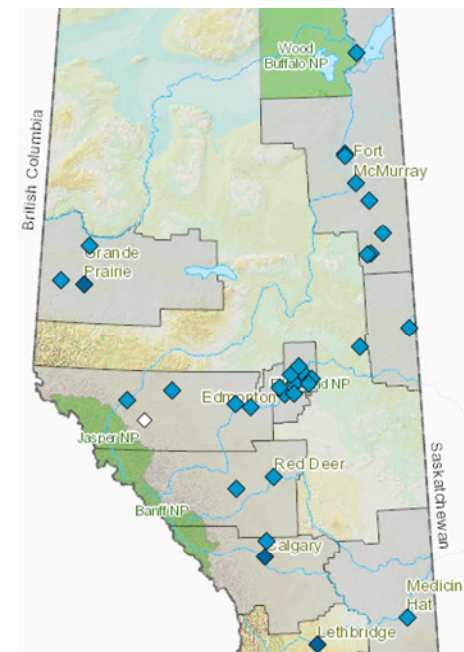 Wood
Buffalo NP
British Columbia
Fort
McMurray
Grande
Prairie
Edmonton
NP
Jasper NP
Red Deer
Saskatchewan
Banff NP
Calgary
Medicin
Hat
Lethbridge